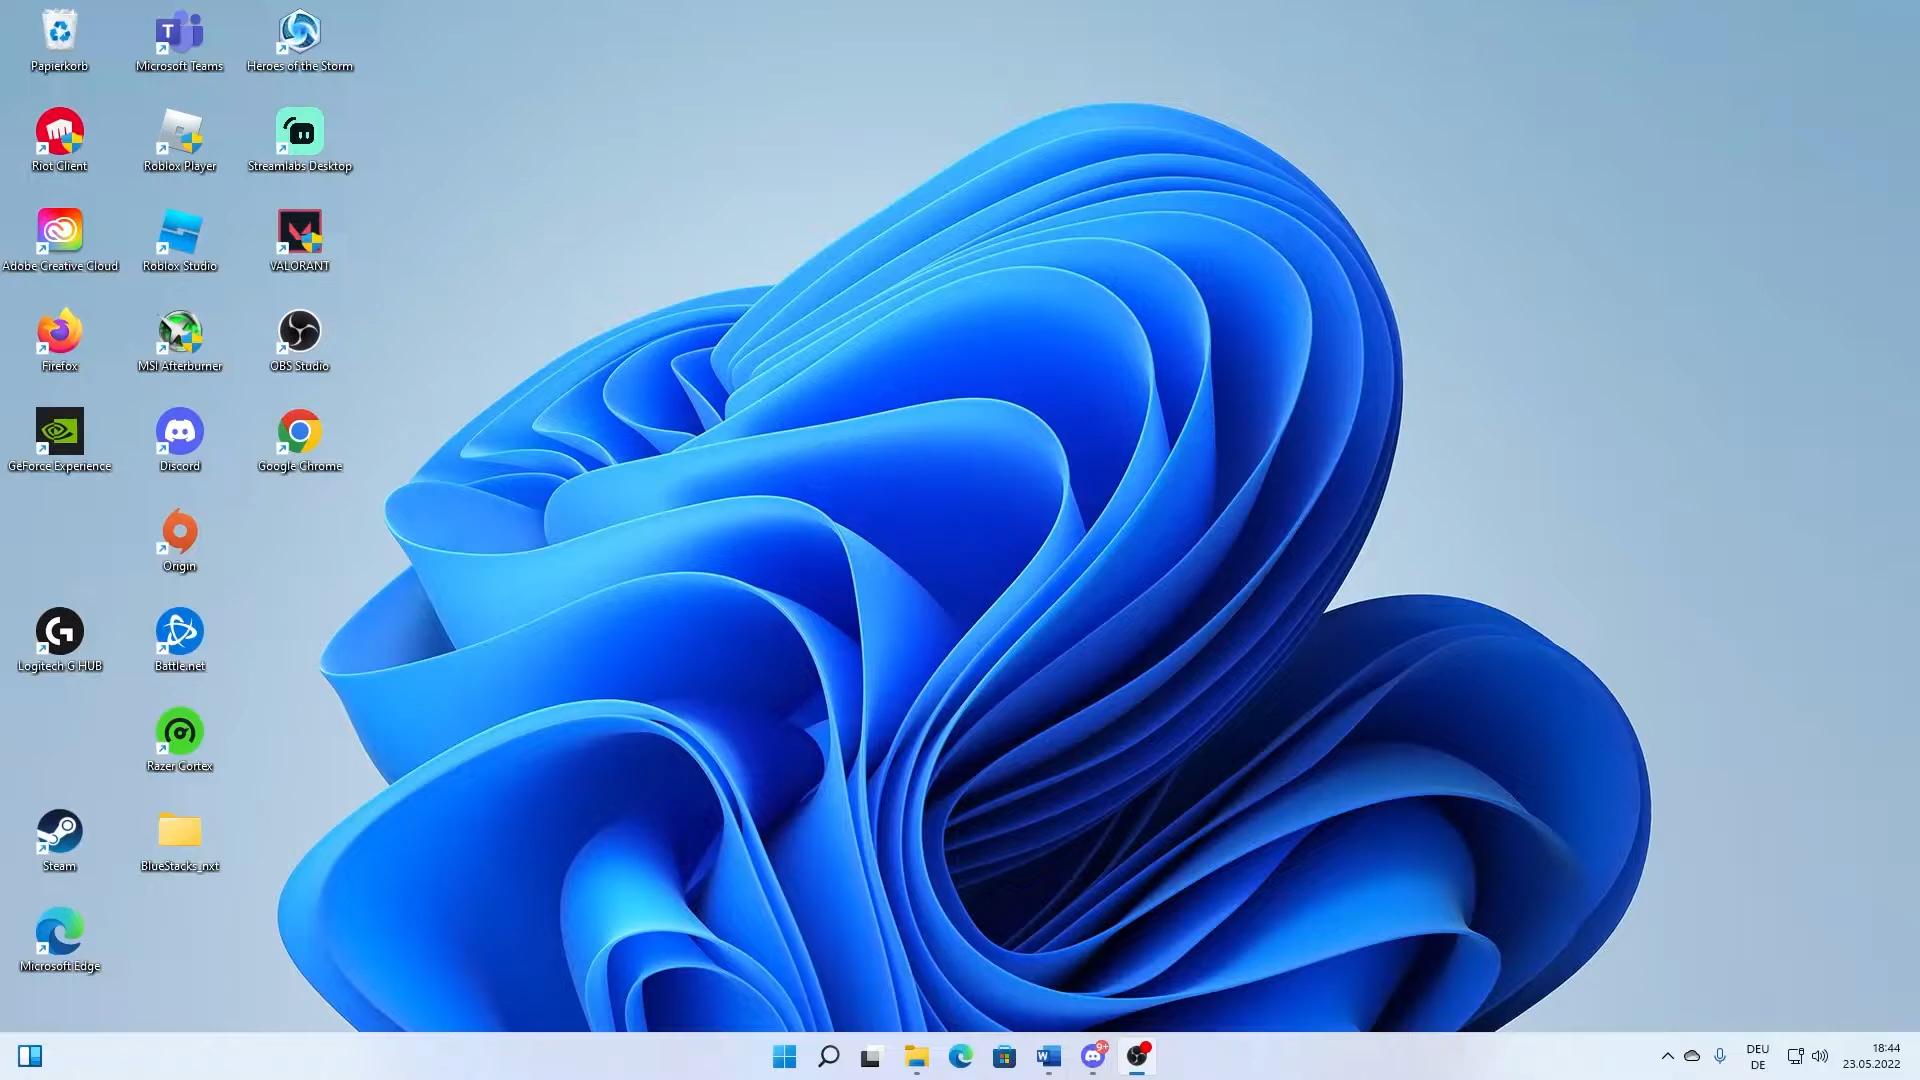 Papierkorb
Microsoft Teams
Heroes of the Storm
Riot Client
Roblox Player
Streamlabs Desktop
Adobe Creative Cloud
Roblox Studio
VALORANT
Firefox
MSI Afterburner
OBS Studio
GeForce Experience
Discord
Google Chrome
Origin
Logitech G HUB
Battle.net
Razer Cortex
Steam
BlueStacks_nxt
Microsoft Edge
9+
DEU
DE
18:44
23.05.2022